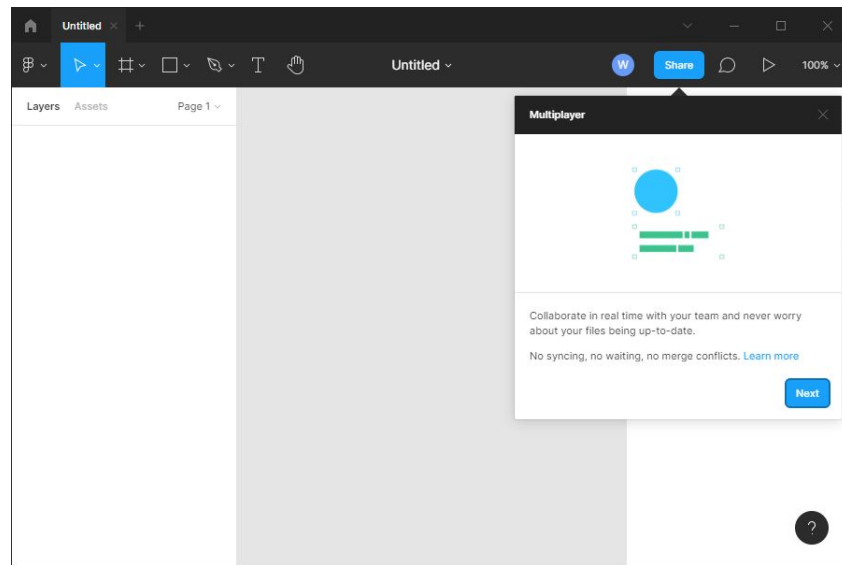 Untitled
Untitled
W
Share
100%
Layers Assets Page 1
Multiplayer
Collaborate in real time with your team and never worry
about your files being up-to-date.
No syncing, no waiting, no merge conflicts. Learn more
Next
?